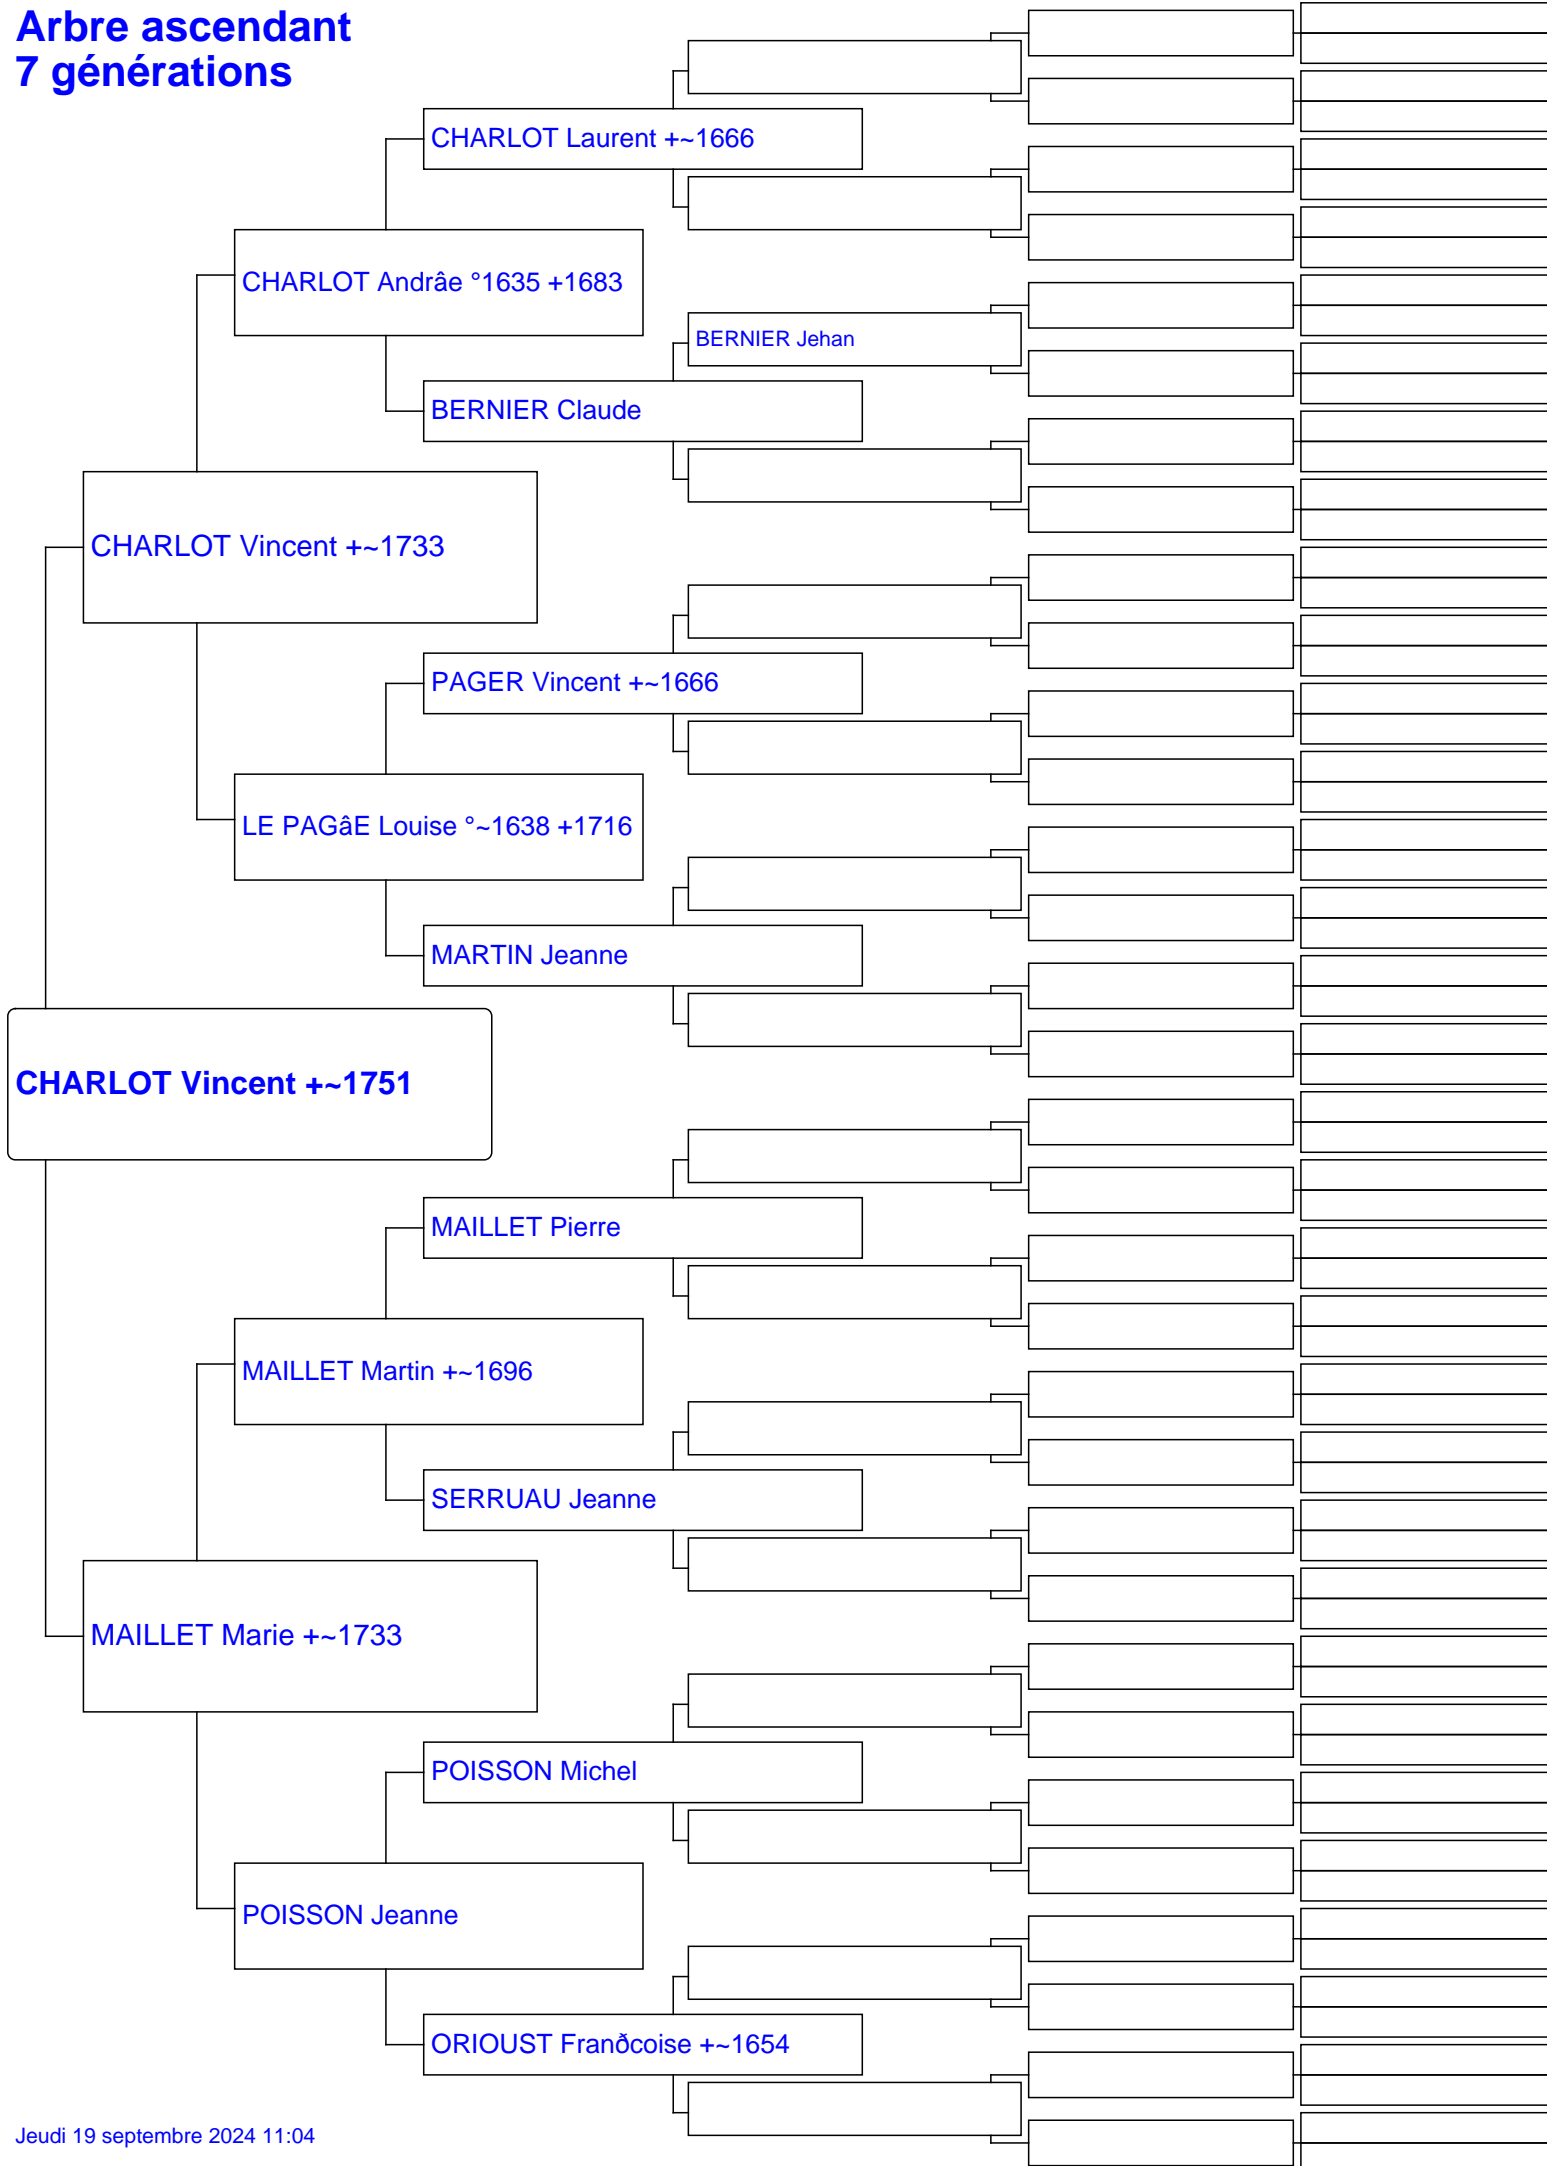 Arbre ascendant
7 générations
CHARLOT Laurent +~1666
CHARLOT Andrâe °1635 +1683
BERNIER Jehan
BERNIER Claude
CHARLOT Vincent +~1733
PAGER Vincent +~1666
LE PAGâE Louise °~1638 +1716
MARTIN Jeanne
CHARLOT Vincent +~1751
MAILLET Pierre
MAILLET Martin +~1696
SERRUAU Jeanne
MAILLET Marie +~1733
POISSON Michel
POISSON Jeanne
ORIOUST Franðcoise +~1654
Jeudi 19 septembre 2024 11:04